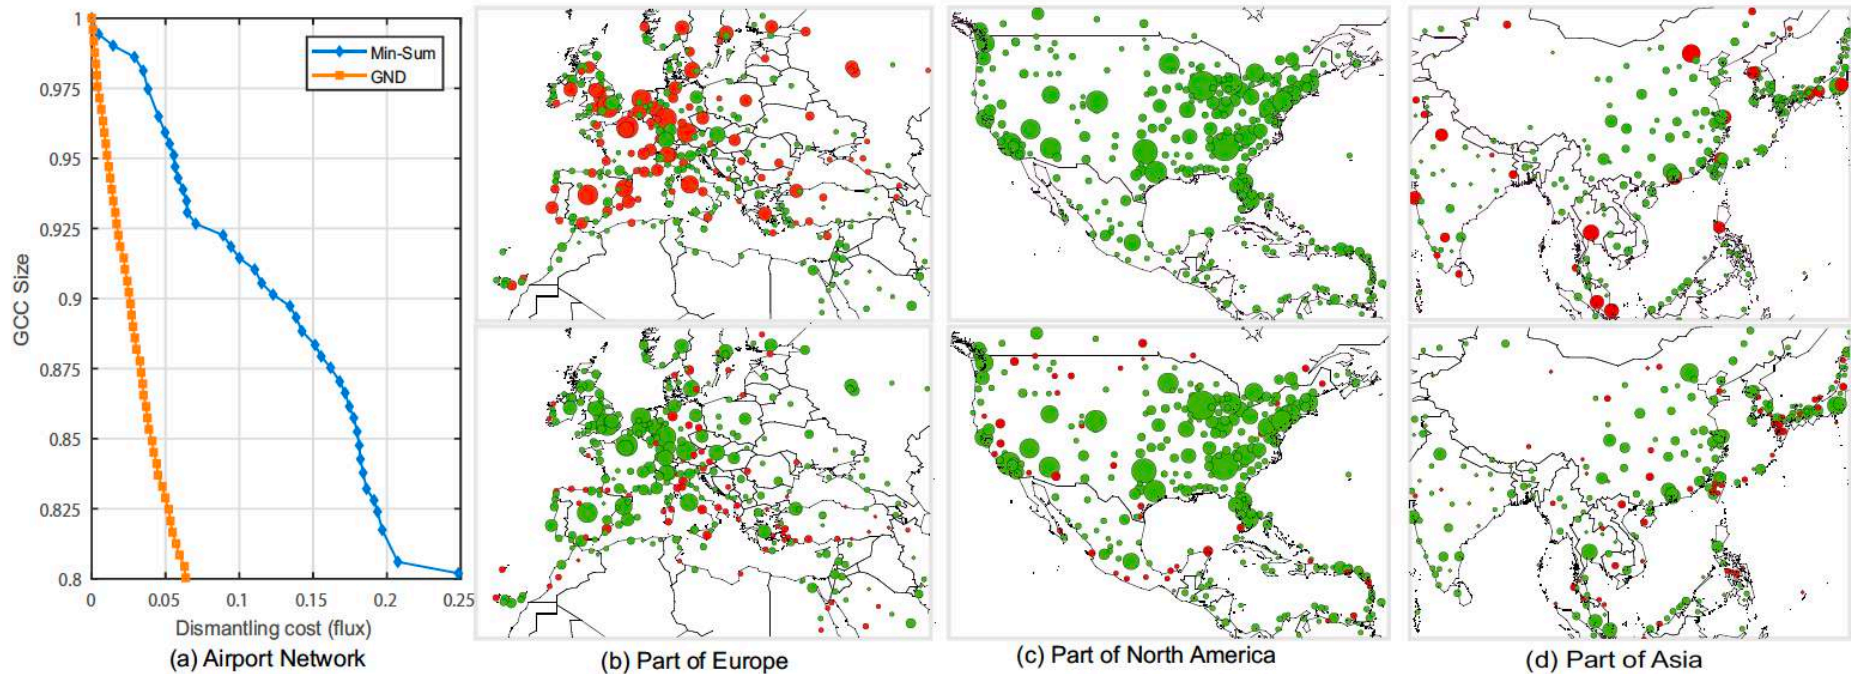 1
0.975
0.95
0.925
0.9
0.875
0.85
0.825
0.8
GCC Size
Min-Sum
GND
0 0.05 0.1 0.15 0.2 0.25
Dismantling cost (flux)
(a) Airport Network
(b) Part of Europe
(c) Part of North America
(d) Part of Asia